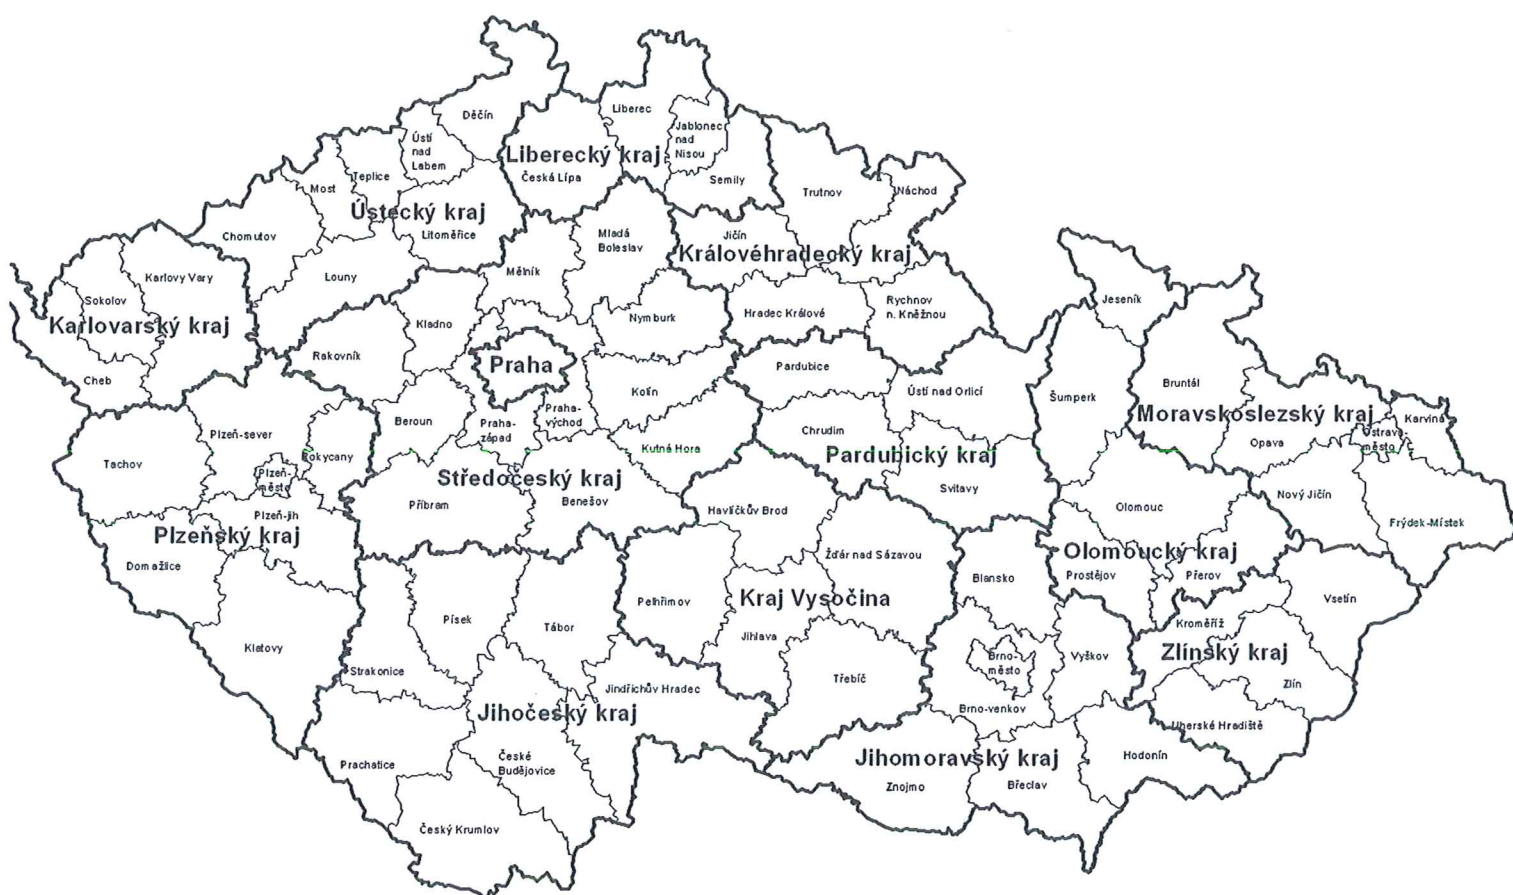 Děčín
Liberec
Ústí
nad
Labem
Jablonec
nad
Nisou
Liberecký kraj
Česká Lípa
Semily
Most
Teplice
Trutnov
Náchod
Ústecký kraj
Chomutov
Litoměřice
Mladá
Boleslav
Jičín
Královéhradecký kraj
Karlovy Vary
Louny
Mělník
Sokolov
Jeseník
Karlovarský kraj
Kladno
Nymburk
Hradec Králové
Rychnov
n. Kněžnou
Rakovník
Praha
Pardubice
Cheb
Kolín
Ústí nad Orlicí
Šumperk
Bruntál
Beroun
Praha-
západ
Praha-
východ
Moravskoslezský kraj
Karviná
Plzeň-sever
Chrudim
Opava
Ostrava-
město
Tachov
Rokycany
Kutná Hora
Pardubický kraj
Plzeň-
město
Středočeský kraj
Svitavy
Nový Jičín
Příbram
Benešov
Havlíčkův Brod
Olomouc
Plzeň-jih
Frýdek-Místek
Plzeňský kraj
Žďár nad Sázavou
Olomoucký kraj
Domažlice
Blansko
Prostějov
Přerov
Pelhřimov
Kraj Vysočina
Vsetín
Písek
Tábor
Kroměříž
Klatovy
Jihlava
Zlínský kraj
Strakonice
Třebíč
Brno-
město
Vyškov
Zlín
Jindřichův Hradec
Jihočeský kraj
Brno-venkov
Uherské Hradiště
Prachatice
České
Budějovice
Jihomoravský kraj
Hodonín
Znojmo
Břeclav
Český Krumlov